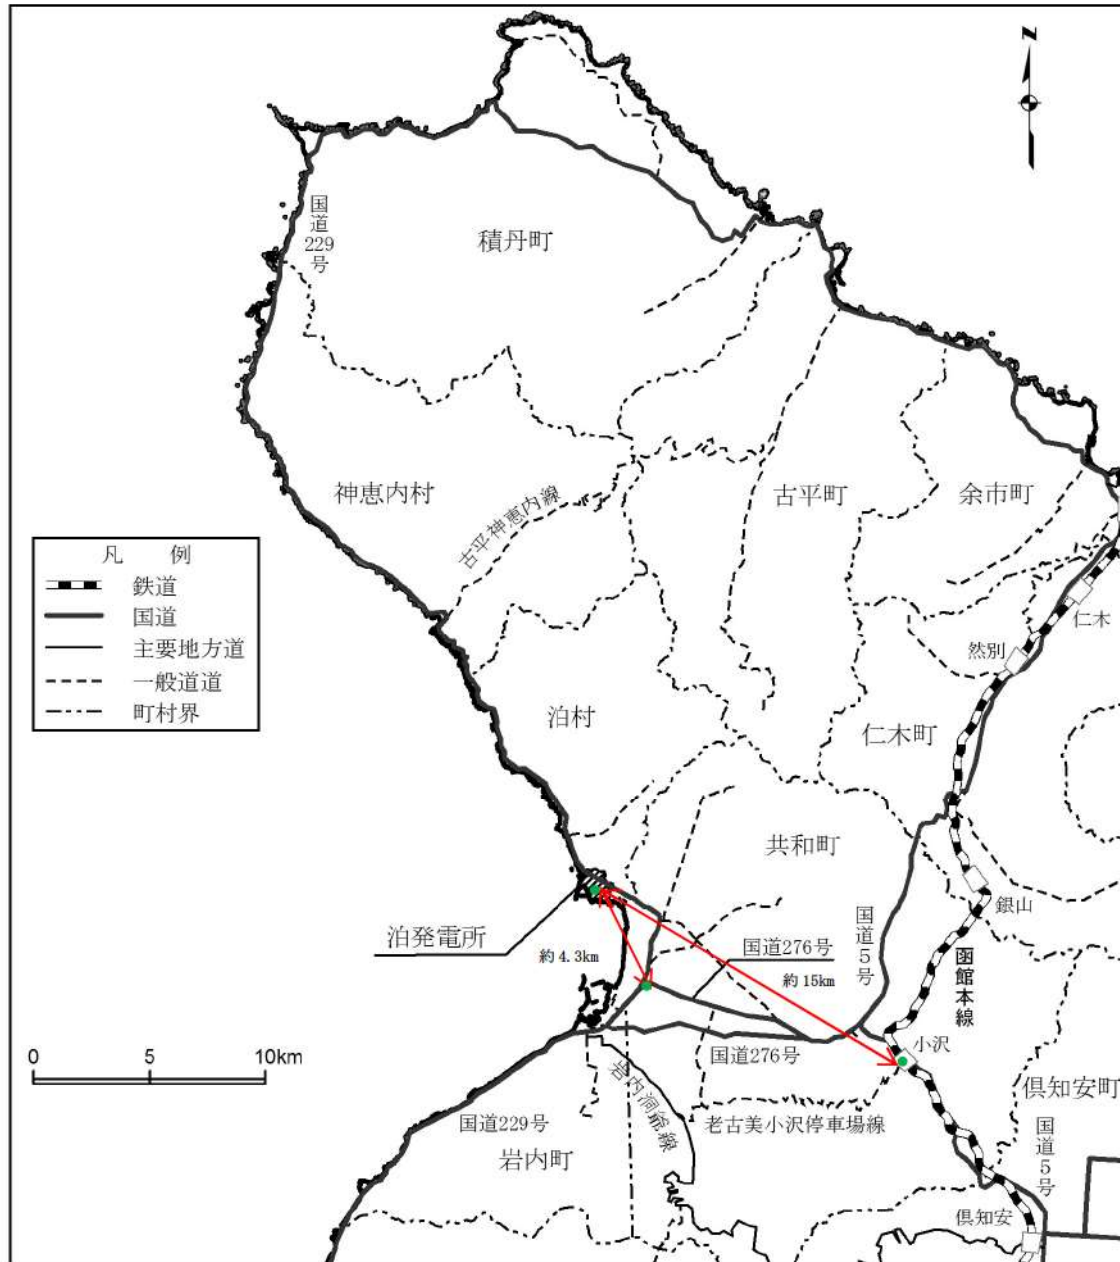 N
国道229号
積丹町
神恵内村
古平神恵内線
古平町
余市町
凡 例
鉄道
国道
主要地方道
一般道道
町村界
仁木
然別
泊村
仁木町
共和町
銀山
泊発電所
約4.3km
国道276号
約15km
国道5号
函館本線
小沢
0 5 10km
国道276号
岩内洞爺線
倶知安町
国道229号
老古美小沢停車場線
国道5号
岩内町
倶知安